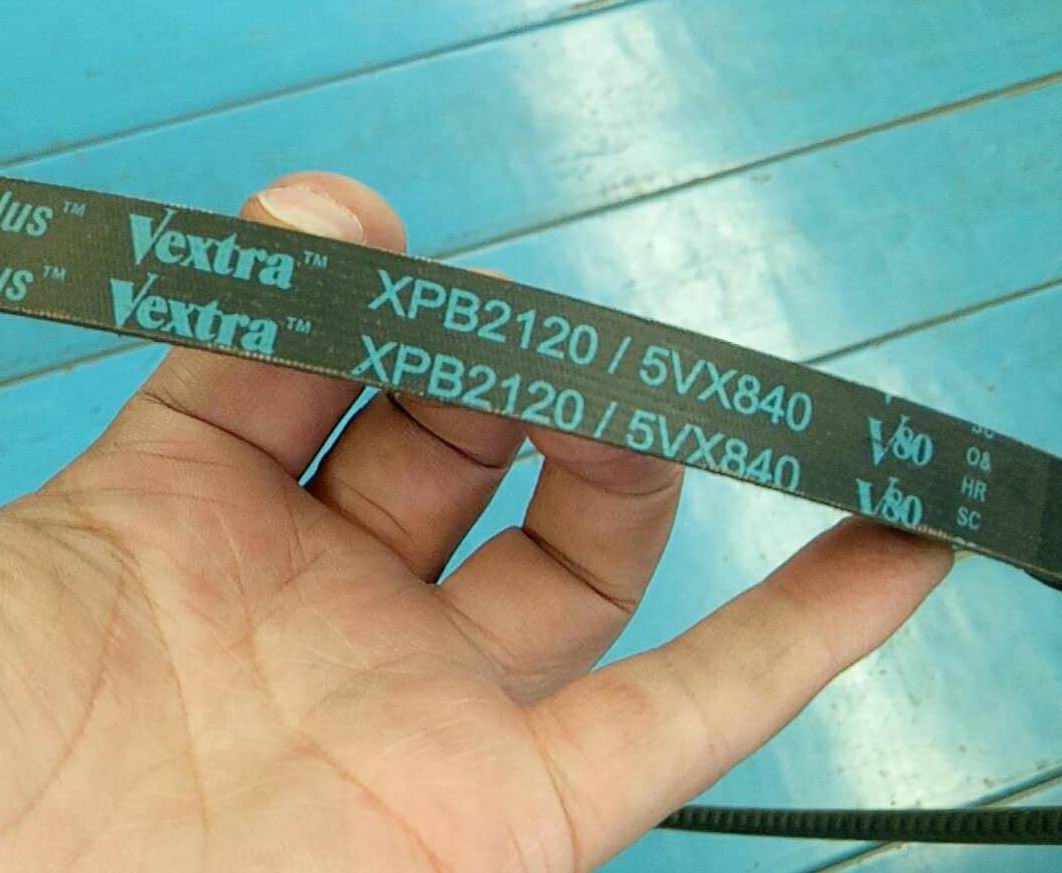 lus™ Vextra™ XPB2120 / 5VX840 V80
us™ Vextra™ XPB2120 / 5VX840 V80
O&
HR
SC